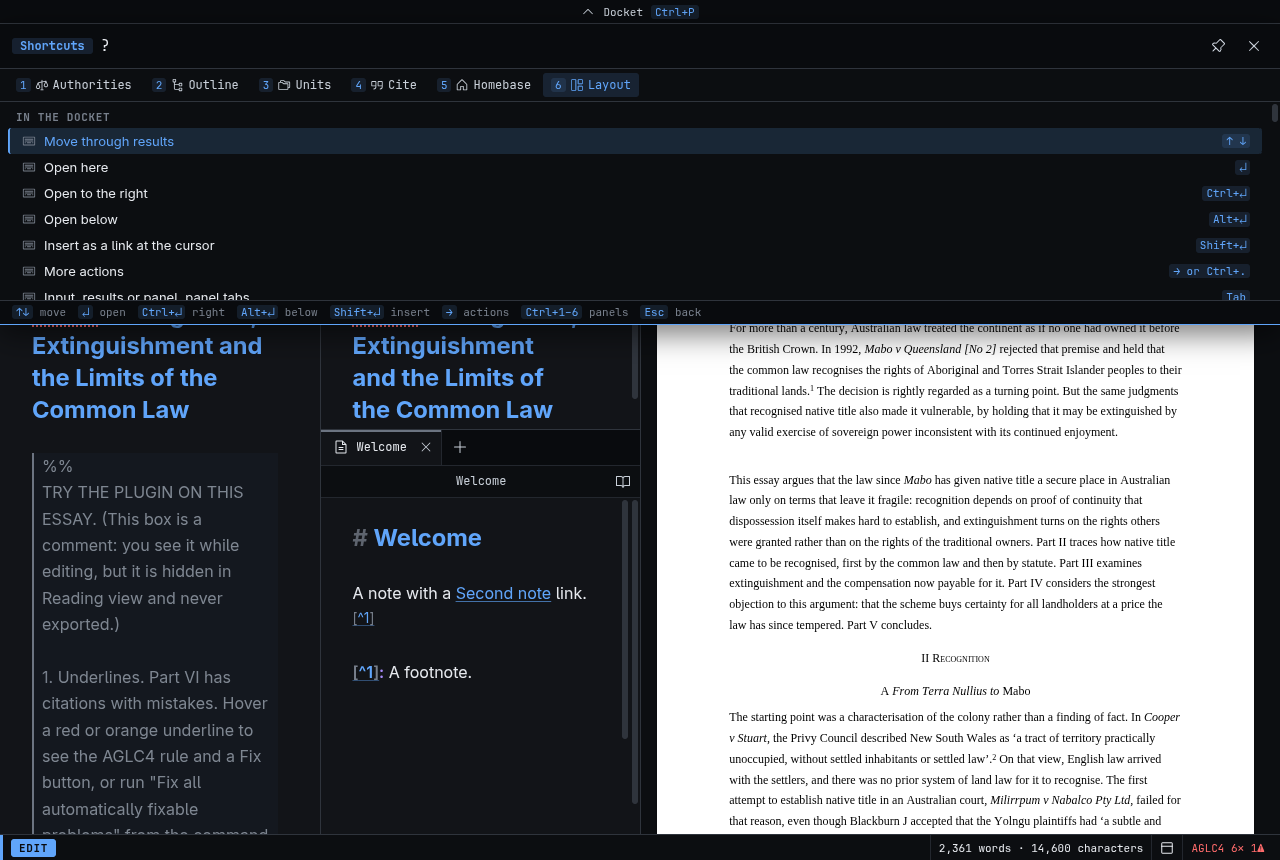 Docket Ctrl+P
Shortcuts ?
1 Authorities 2 Outline 3 Units 4 Cite 5 Homebase 6 Layout
IN THE DOCKET
Move through results ↑ ↓
Open here ↵
Open to the right Ctrl+↵
Open below Alt+↵
Insert as a link at the cursor Shift+↵
More actions → or Ctrl+.
Input, results or panel, panel tabs Tab
↑↓ move ↵ open Ctrl+↵ right Alt+↵ below Shift+↵ insert → actions Ctrl+1-6 panels Esc back
Extinguishment and
the Limits of the
Common Law
%%
TRY THE PLUGIN ON THIS
ESSAY. (This box is a
comment: you see it while
editing, but it is hidden in
Reading view and never
exported.)
1. Underlines. Part VI has
citations with mistakes. Hover
a red or orange underline to
see the AGLC4 rule and a Fix
button, or run "Fix all
automatically fixable
problems" from the command
Extinguishment
and the Limits of
the Common Law
Welcome
Welcome
# Welcome
A note with a Second note link.
[^1]
[^1]: A footnote.
For more than a century, Australian law treated the continent as if no one had owned it before
the British Crown. In 1992, Mabo v Queensland [No 2] rejected that premise and held that
the common law recognises the rights of Aboriginal and Torres Strait Islander peoples to their
traditional lands.1 The decision is rightly regarded as a turning point. But the same judgments
that recognised native title also made it vulnerable, by holding that it may be extinguished by
any valid exercise of sovereign power inconsistent with its continued enjoyment.
This essay argues that the law since Mabo has given native title a secure place in Australian
law only on terms that leave it fragile: recognition depends on proof of continuity that
dispossession itself makes hard to establish, and extinguishment turns on the rights others
were granted rather than on the rights of the traditional owners. Part II traces how native title
came to be recognised, first by the common law and then by statute. Part III examines
extinguishment and the compensation now payable for it. Part IV considers the strongest
objection to this argument: that the scheme buys certainty for all landholders at a price the
law has since tempered. Part V concludes.
II Recognition
A From Terra Nullius to Mabo
The starting point was a characterisation of the colony rather than a finding of fact. In Cooper
v Stuart, the Privy Council described New South Wales as ‘a tract of territory practically
unoccupied, without settled inhabitants or settled law’.2 On that view, English law arrived
with the settlers, and there was no prior system of land law for it to recognise. The first
attempt to establish native title in an Australian court, Milirrpum v Nabalco Pty Ltd, failed for
that reason, even though Blackburn J accepted that the Yolngu plaintiffs had ‘a subtle and
EDIT
2,361 words · 14,600 characters
AGLC4 6× 1⚠